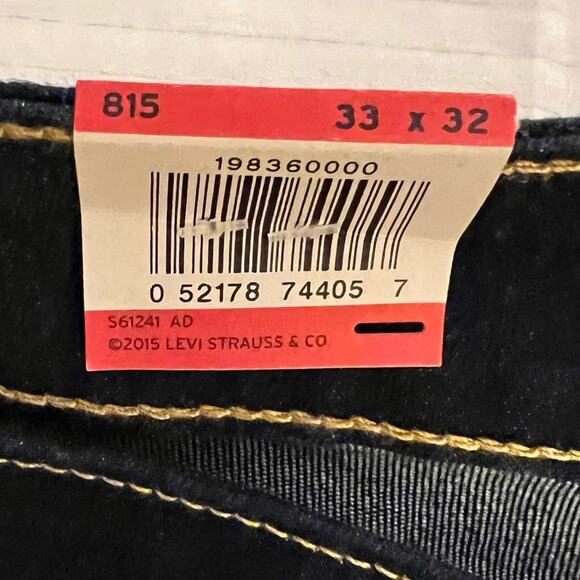 815 33 x 32
198360000
0 52178 74405 7
S61241 AD
©2015 LEVI STRAUSS & CO